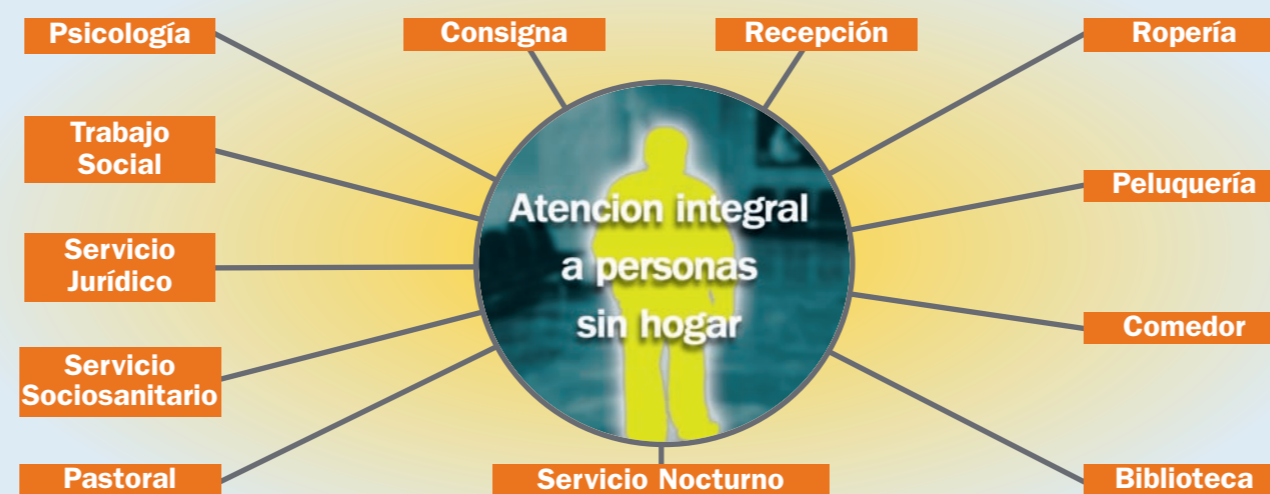 Psicología
Consigna
Recepción
Ropería
Trabajo
Social
Peluquería
Atencion integral
a personas
sin hogar
Servicio
Jurídico
Comedor
Servicio
Sociosanitario
Pastoral
Servicio Nocturno
Biblioteca